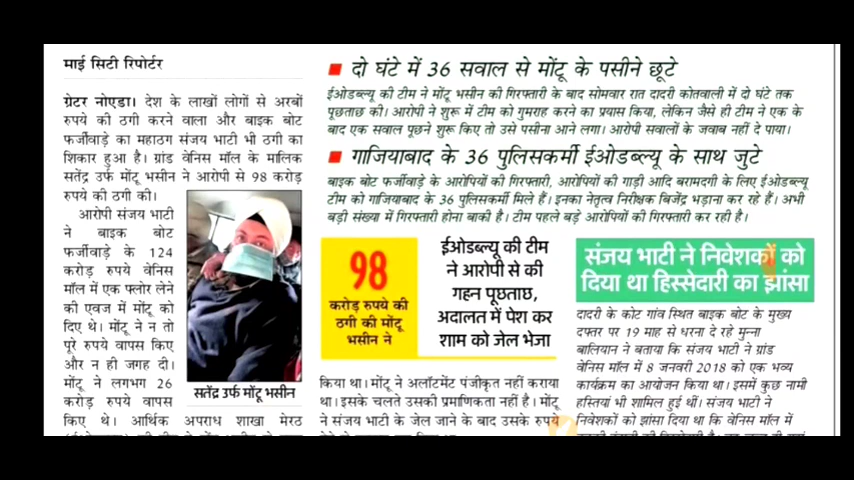 माई सिटी रिपोर्टर
ग्रेटर नोएडा। देश के लाखों लोगों से अरबों
रुपये की ठगी करने वाला और बाइक बोट
फर्जीवाड़े का महाठग संजय भाटी भी ठगी का
शिकार हुआ है। ग्रांड वेनिस मॉल के मालिक
सतेंद्र उर्फ मोंटू भसीन ने आरोपी से 98 करोड़
रुपये की ठगी की।
आरोपी संजय भाटी
ने बाइक बोट
फर्जीवाड़े के 124
करोड़ रुपये वेनिस
मॉल में एक फ्लोर लेने
की एवज में मोंटू को
दिए थे। मोंटू ने न तो
पूरे रुपये वापस किए
और न ही जगह दी।
मोंटू ने लगभग 26
करोड़ रुपये वापस
किए थे। आर्थिक
सतेंद्र उर्फ मोंटू भसीन
अपराध शाखा मेरठ
दो घंटे में 36 सवाल से मोंटू के पसीने छूटे
ईओडब्ल्यू की टीम ने मोंटू भसीन की गिरफ्तारी के बाद सोमवार रात दादरी कोतवाली में दो घंटे तक
पूछताछ की। आरोपी ने शुरू में टीम को गुमराह करने का प्रयास किया, लेकिन जैसे ही टीम ने एक के
बाद एक सवाल पूछने शुरू किए तो उसे पसीना आने लगा। आरोपी सवालों के जवाब नहीं दे पाया।
गाजियाबाद के 36 पुलिसकर्मी ईओडब्ल्यू के साथ जुटे
बाइक बोट फर्जीवाड़े के आरोपियों की गिरफ्तारी, आरोपियों की गाड़ी आदि बरामदगी के लिए ईओडब्ल्यू
टीम को गाजियाबाद के 36 पुलिसकर्मी मिले हैं। इनका नेतृत्व निरीक्षक बिजेंद्र भड़ाना कर रहे हैं। अभी
बड़ी संख्या में गिरफ्तारी होना बाकी है। टीम पहले बड़े आरोपियों की गिरफ्तारी कर रही है।
98
करोड़ रुपये की
ठगी की मोंटू
भसीन ने
ईओडब्ल्यू की टीम
ने आरोपी से की
गहन पूछताछ,
अदालत में पेश कर
शाम को जेल भेजा
किया था। मोंटू ने अलॉटमेंट पंजीकृत नहीं कराया
था। इसके चलते उसकी प्रमाणिकता नहीं है। मोंटू
ने संजय भाटी के जेल जाने के बाद उसके रुपये
संजय भाटी ने निवेशकों को
दिया था हिस्सेदारी का झांसा
दादरी के कोट गांव स्थित बाइक बोट के मुख्य
दफ्तर पर 19 माह से धरना दे रहे मुन्ना
बालियान ने बताया कि संजय भाटी ने ग्रांड
वेनिस मॉल में 8 जनवरी 2018 को एक भव्य
कार्यक्रम का आयोजन किया था। इसमें कुछ नामी
हस्तियां भी शामिल हुई थीं। संजय भाटी ने
निवेशकों को झांसा दिया था कि वेनिस मॉल में